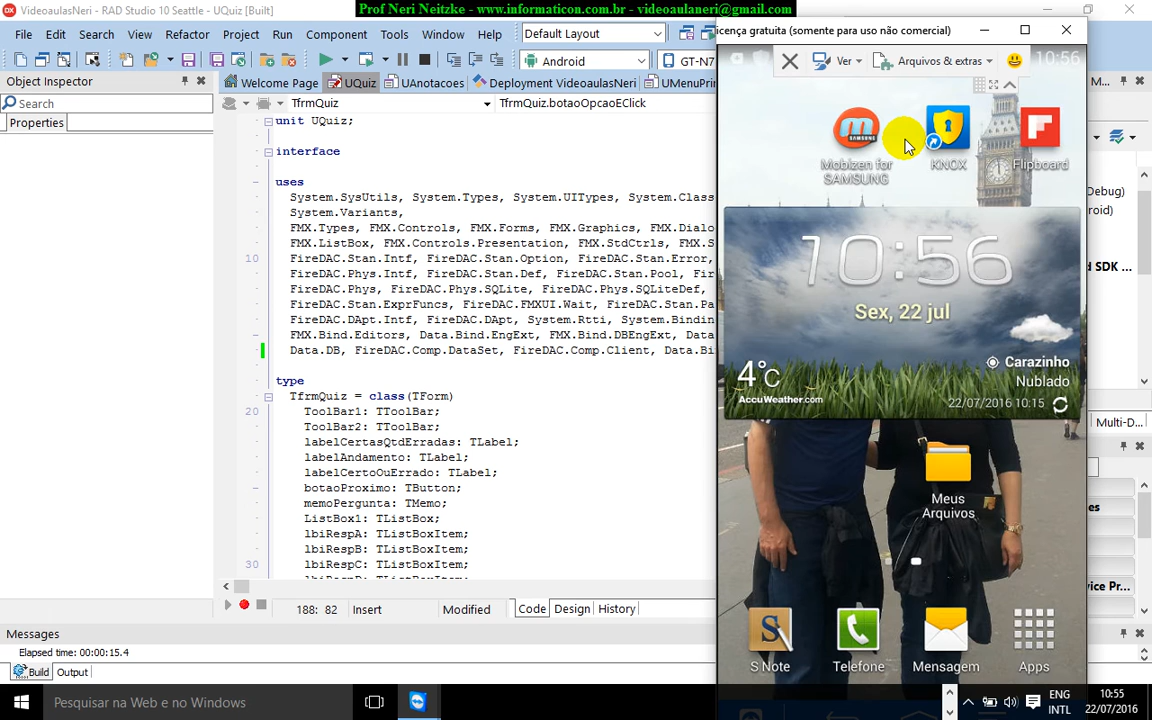 Prof Neri Neitzke - www.informaticon.com.br - videoaulaneri@gmail.com
VideoaulasNeri - RAD Studio 10 Seattle - UQuiz [Built]
File Edit Search View Refactor Project Run Component Tools Window Help
Default Layout
Android
GT-N7
Object Inspector
Search
Properties
Welcome Page
UQuiz
UAnotacoes
Deployment VideoaulasNeri
UMenuPrin
TfrmQuiz
TfrmQuiz.botaoOpcaoEClick
unit UQuiz;
interface
uses
System.SysUtils, System.Types, System.UITypes, System.Class
System.Variants,
FMX.Types, FMX.Controls, FMX.Forms, FMX.Graphics, FMX.Dialo
FMX.ListBox, FMX.Controls.Presentation, FMX.StdCtrls, FMX.S
10 FireDAC.Stan.Intf, FireDAC.Stan.Option, FireDAC.Stan.Error,
FireDAC.Phys.Intf, FireDAC.Stan.Def, FireDAC.Stan.Pool, Fir
FireDAC.Phys, FireDAC.Phys.SQLite, FireDAC.Phys.SQLiteDef,
FireDAC.Stan.ExprFuncs, FireDAC.FMXUI.Wait, FireDAC.Stan.Pa
FireDAC.DApt.Intf, FireDAC.DApt, System.Rtti, System.Bindin
FMX.Bind.Editors, Data.Bind.EngExt, FMX.Bind.DBEngExt, Data
Data.DB, FireDAC.Comp.DataSet, FireDAC.Comp.Client, Data.Bi
type
TfrmQuiz = class(TForm)
20 ToolBar1: TToolBar;
ToolBar2: TToolBar;
labelCertasQtdErradas: TLabel;
labelAndamento: TLabel;
labelCertoOuErrado: TLabel;
botaoProximo: TButton;
memoPergunta: TMemo;
ListBox1: TListBox;
lbiRespA: TListBoxItem;
lbiRespB: TListBoxItem;
30 lbiRespC: TListBoxItem;
188: 82
Insert
Modified
Code Design History
Messages
Elapsed time: 00:00:15.4
Build Output
Pesquisar na Web e no Windows
icença gratuita (somente para uso não comercial)
Ver
Arquivos & extras
10:56
Mobizen for
SAMSUNG
KNOX
Flipboard
10:56
Sex, 22 jul
4°C
AccuWeather.com
Carazinho
Nublado
22/07/2016 10:15
Meus
Arquivos
S Note
Telefone
Mensagem
Apps
M...
Debug)
roid)
d SDK ...
Multi-D...
es
vice Pr...
ENG
INTL
10:55
22/07/2016